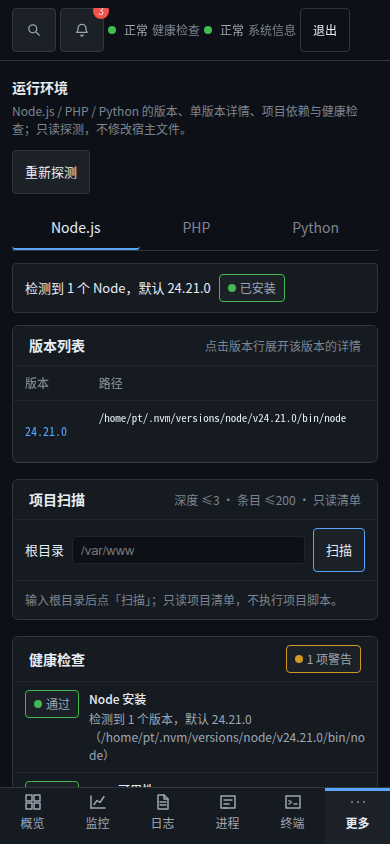 3
正常 健康检查 正常 系统信息 退出
运行环境
Node.js / PHP / Python 的版本、单版本详情、项目依赖与健康检
查；只读探测，不修改宿主文件。
重新探测
Node.js PHP Python
检测到 1 个 Node，默认 24.21.0 已安装
版本列表 点击版本行展开该版本的详情
版本 路径
/home/pt/.nvm/versions/node/v24.21.0/bin/node
24.21.0
项目扫描 深度 ≤3 · 条目 ≤200 · 只读清单
根目录 /var/www 扫描
输入根目录后点「扫描」；只读项目清单，不执行项目脚本。
健康检查 1 项警告
通过 Node 安装
检测到 1 个版本，默认 24.21.0
（/home/pt/.nvm/versions/node/v24.21.0/bin/no
de）
概览 监控 日志 进程 终端 更多